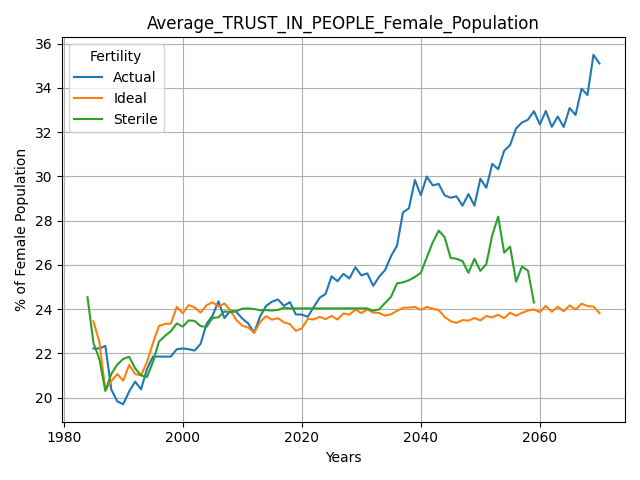 Average_TRUST_IN_PEOPLE_Female_Population
Fertility
Actual
Ideal
Sterile
% of Female Population
36
34
32
30
28
26
24
22
20
1980
2000
2020
2040
2060
Years